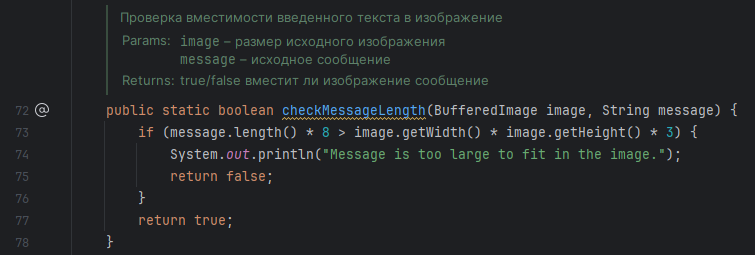 Проверка вместимости введенного текста в изображение
Params: image – размер исходного изображения
message – исходное сообщение
Returns: true/false вместит ли изображение сообщение
72 @ public static boolean checkMessageLength(BufferedImage image, String message) {
73 if (message.length() * 8 > image.getWidth() * image.getHeight() * 3) {
74 System.out.println("Message is too large to fit in the image.");
75 return false;
76 }
77 return true;
78 }